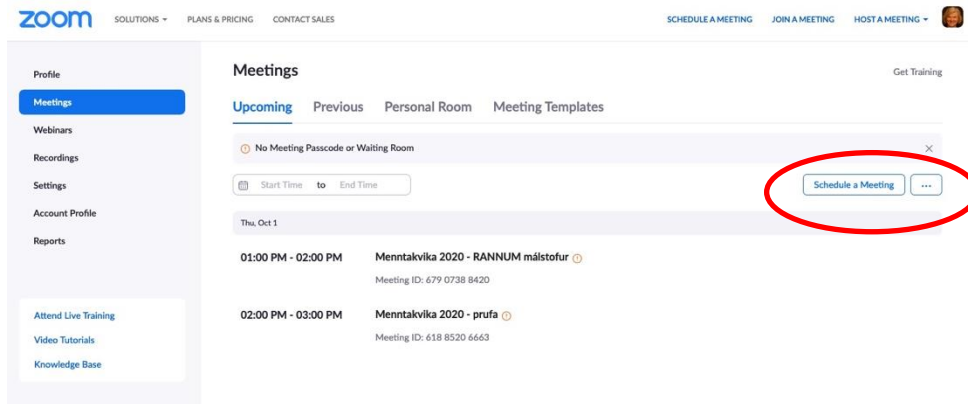 zoom SOLUTIONS PLANS & PRICING CONTACT SALES SCHEDULE A MEETING JOIN A MEETING HOST A MEETING
Profile
Meetings
Webinars
Recordings
Settings
Account Profile
Reports
Attend Live Training
Video Tutorials
Knowledge Base
Meetings
Get Training
Upcoming Previous Personal Room Meeting Templates
No Meeting Passcode or Waiting Room
Start Time to End Time
Schedule a Meeting ...
Thu, Oct 1
01:00 PM - 02:00 PM Menntakvika 2020 - RANNUM málstofur
Meeting ID: 679 0738 8420
02:00 PM - 03:00 PM Menntakvika 2020 - prufa
Meeting ID: 618 8520 6663